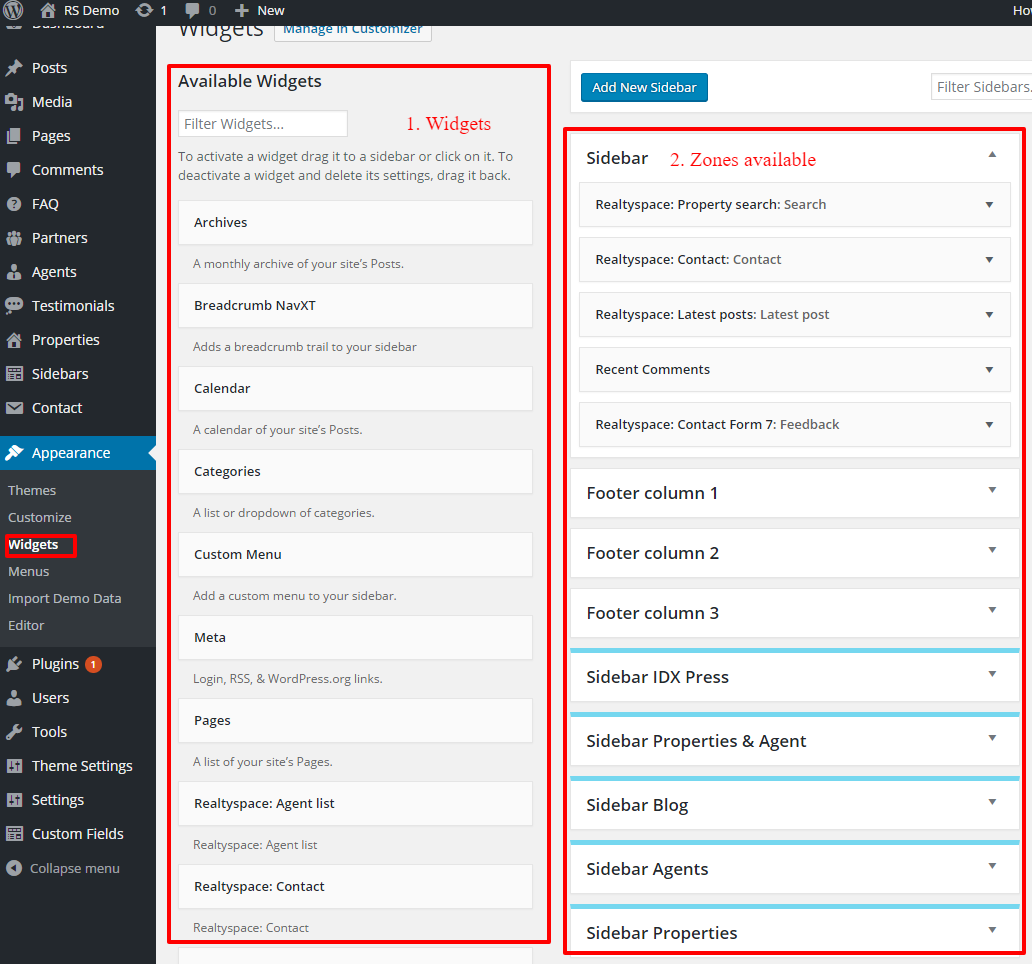 RS Demo 1 0 New
How
Dashboard
Posts
Media
Pages
Comments
FAQ
Partners
Agents
Testimonials
Properties
Sidebars
Contact
Appearance
Themes
Customize
Widgets
Menus
Import Demo Data
Editor
Plugins 1
Users
Tools
Theme Settings
Settings
Custom Fields
Collapse menu
Widgets Manage in Customizer
Available Widgets
Filter Widgets...
1. Widgets
To activate a widget drag it to a sidebar or click on it. To
deactivate a widget and delete its settings, drag it back.
Archives
A monthly archive of your site’s Posts.
Breadcrumb NavXT
Adds a breadcrumb trail to your sidebar
Calendar
A calendar of your site’s Posts.
Categories
A list or dropdown of categories.
Custom Menu
Add a custom menu to your sidebar.
Meta
Login, RSS, & WordPress.org links.
Pages
A list of your site’s Pages.
Realtyspace: Agent list
Realtyspace: Agent list
Realtyspace: Contact
Realtyspace: Contact
Add New Sidebar
Filter Sidebars.
Sidebar 2. Zones available
Realtyspace: Property search: Search
Realtyspace: Contact: Contact
Realtyspace: Latest posts: Latest post
Recent Comments
Realtyspace: Contact Form 7: Feedback
Footer column 1
Footer column 2
Footer column 3
Sidebar IDX Press
Sidebar Properties & Agent
Sidebar Blog
Sidebar Agents
Sidebar Properties